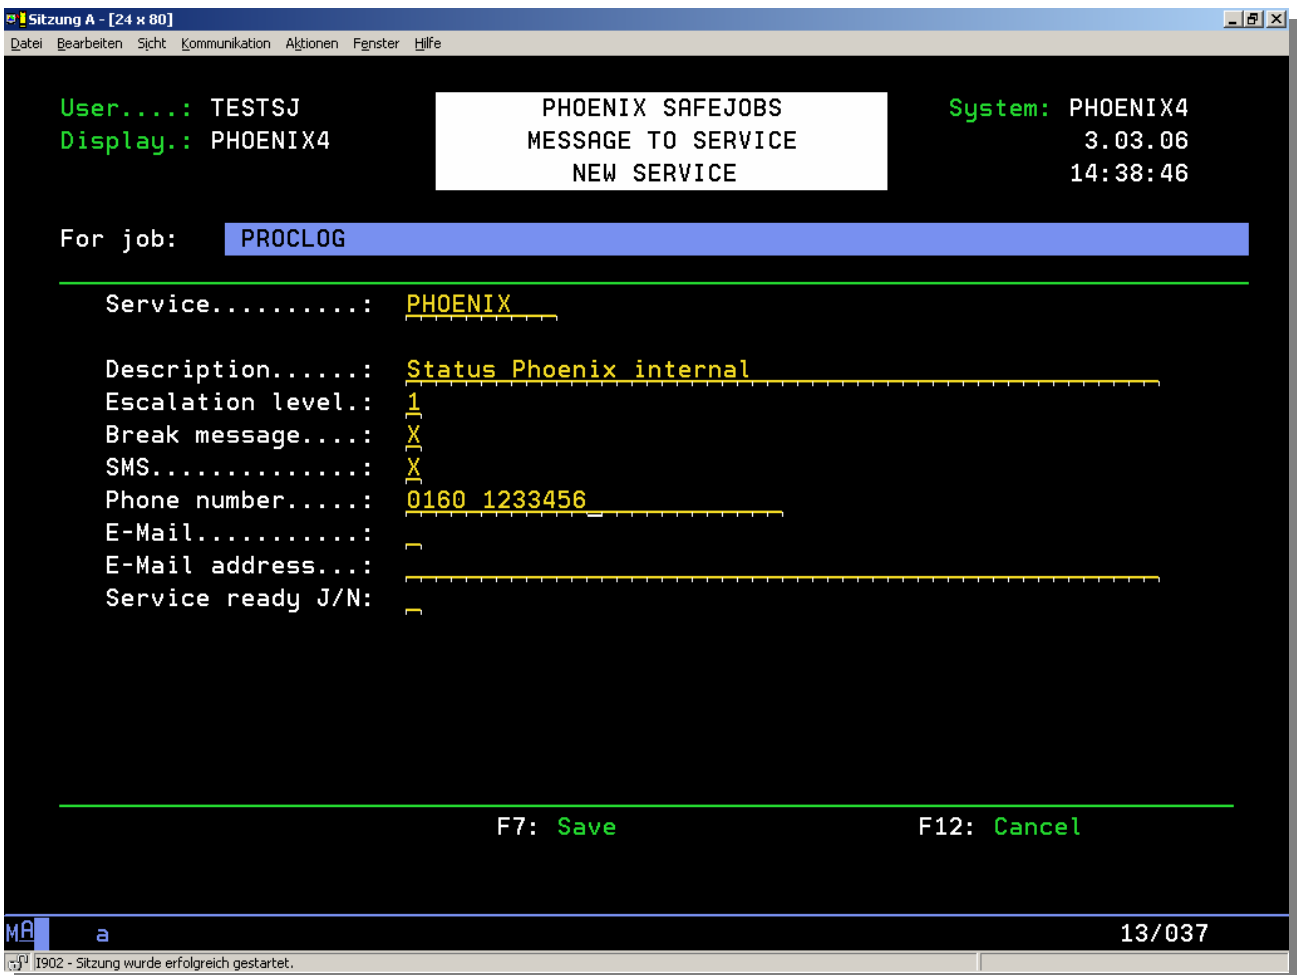 Sitzung A - [24 x 80]
Datei Bearbeiten Sicht Kommunikation Aktionen Fenster Hilfe
User....: TESTSJ PHOENIX SAFEJOBS System: PHOENIX4
Display.: PHOENIX4 MESSAGE TO SERVICE 3.03.06
NEW SERVICE 14:38:46
For job: PROCLOG
Service..........: PHOENIX
Description......: Status Phoenix internal
Escalation level.: 1
Break message....: X
SMS..............: X
Phone number.....: 0160 1233456
E-Mail...........:
E-Mail address...:
Service ready J/N:
F7: Save F12: Cancel
MA a 13/037
I902 - Sitzung wurde erfolgreich gestartet.